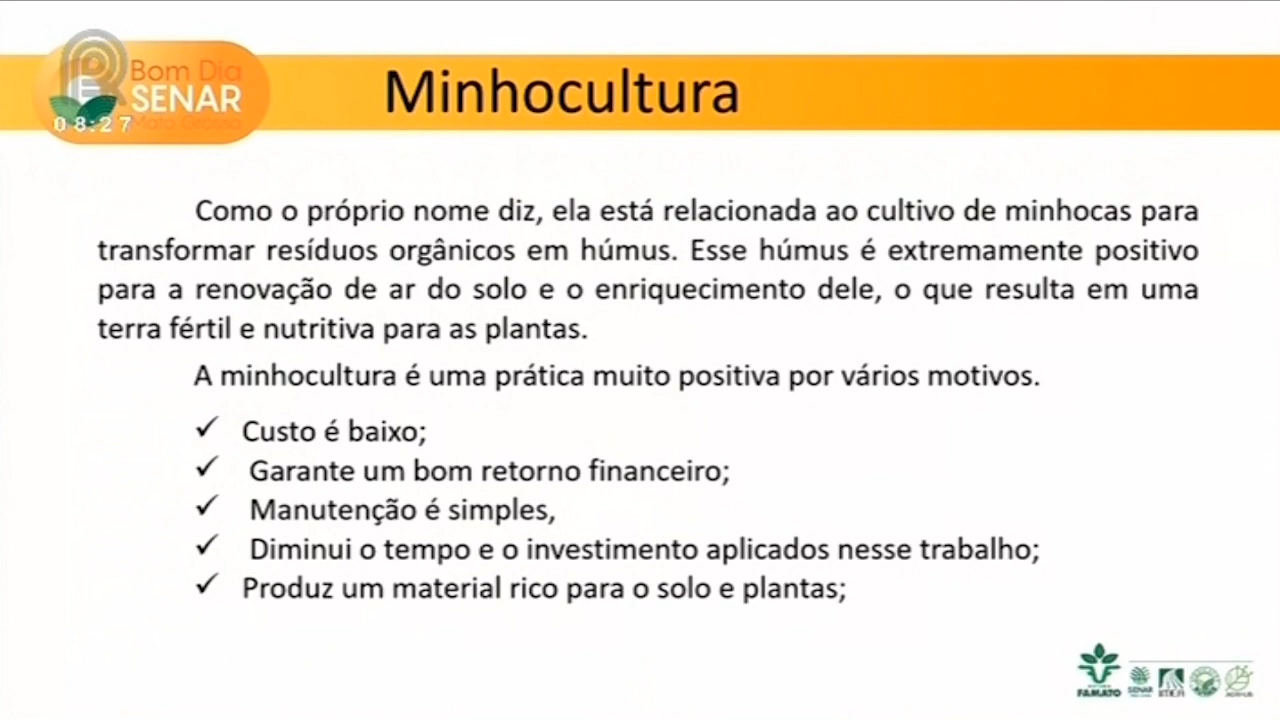 Bom Dia
SENAR
Mato Grosso
08:27
Minhocultura
Como o próprio nome diz, ela está relacionada ao cultivo de minhocas para
transformar resíduos orgânicos em húmus. Esse húmus é extremamente positivo
para a renovação de ar do solo e o enriquecimento dele, o que resulta em uma
terra fértil e nutritiva para as plantas.
A minhocultura é uma prática muito positiva por vários motivos.
✓ Custo é baixo;
✓ Garante um bom retorno financeiro;
✓ Manutenção é simples,
✓ Diminui o tempo e o investimento aplicados nesse trabalho;
✓ Produz um material rico para o solo e plantas;
FAMATO
SENAR
IMEA